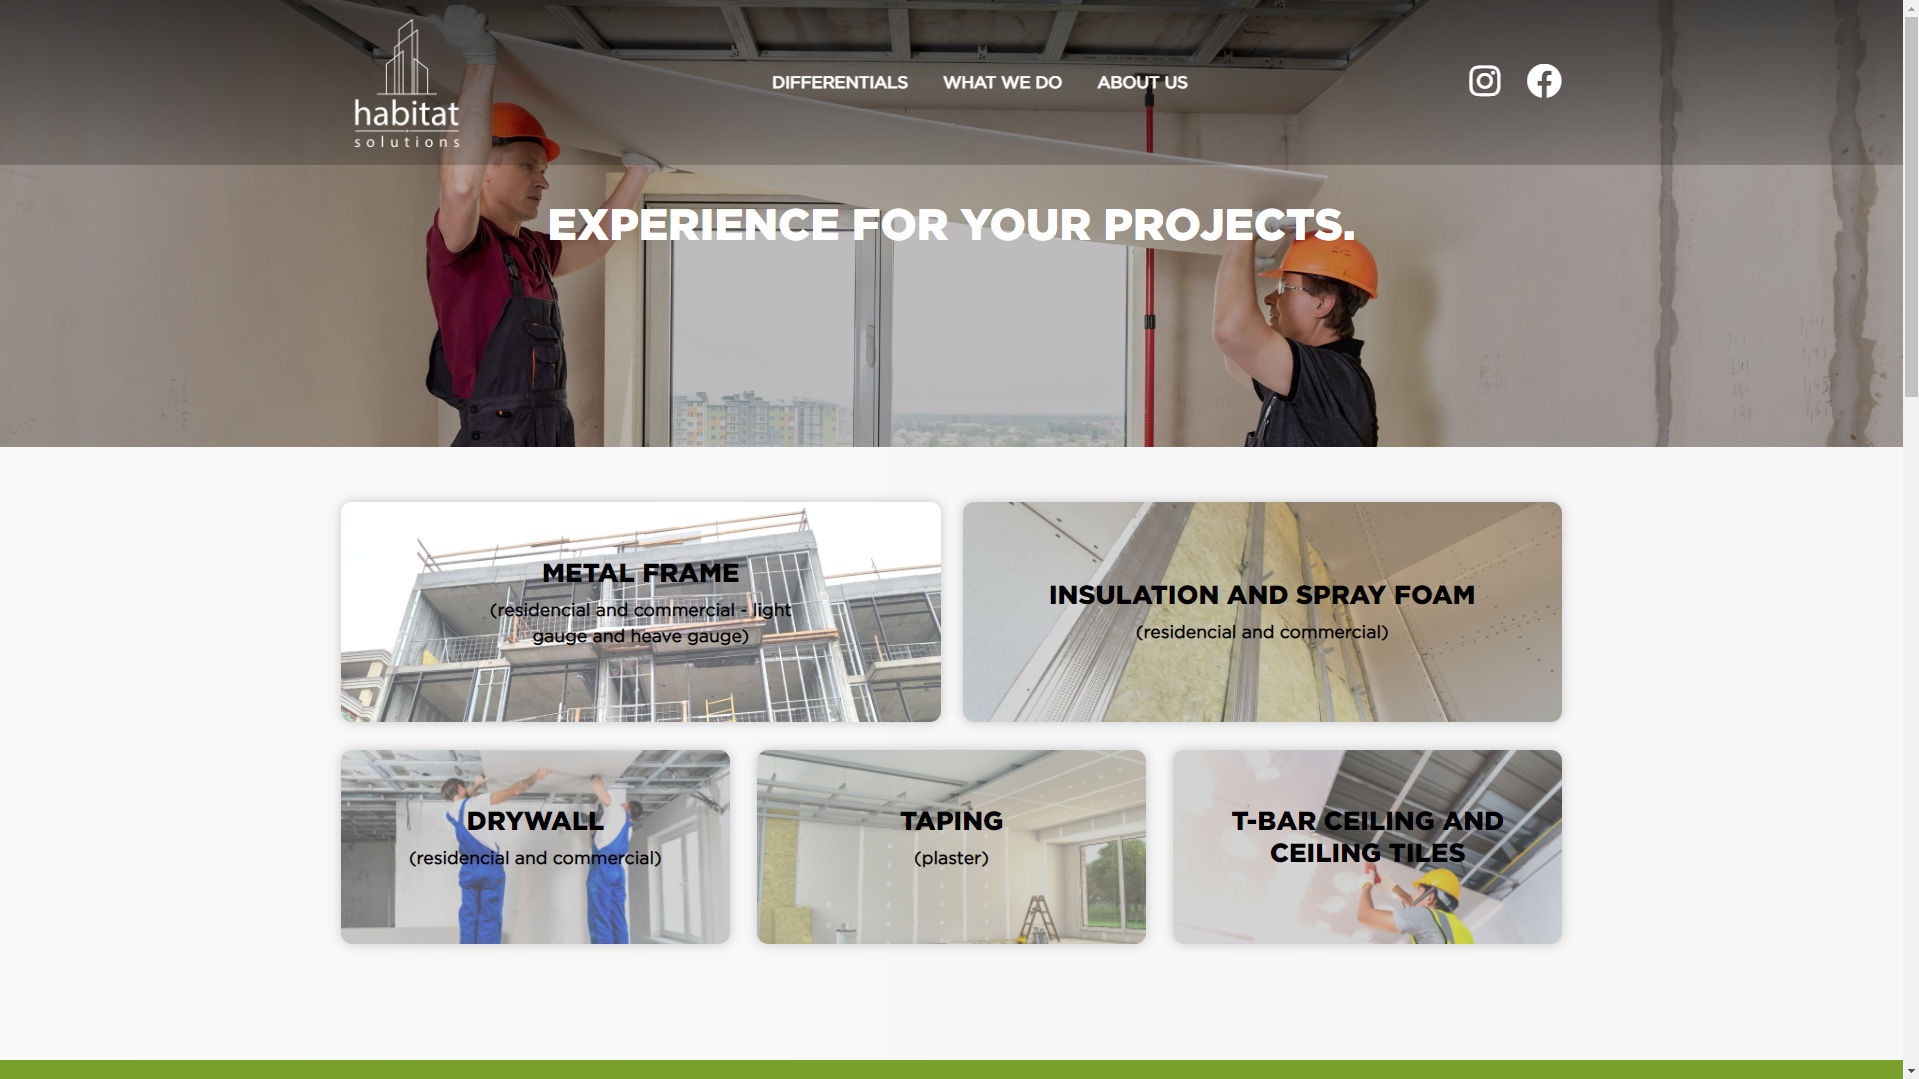 habitat
solutions
DIFFERENTIALS
WHAT WE DO
ABOUT US
EXPERIENCE FOR YOUR PROJECTS.
METAL FRAME
(residencial and commercial - light
gauge and heave gauge)
INSULATION AND SPRAY FOAM
(residencial and commercial)
DRYWALL
(residencial and commercial)
TAPING
(plaster)
T-BAR CEILING AND
CEILING TILES